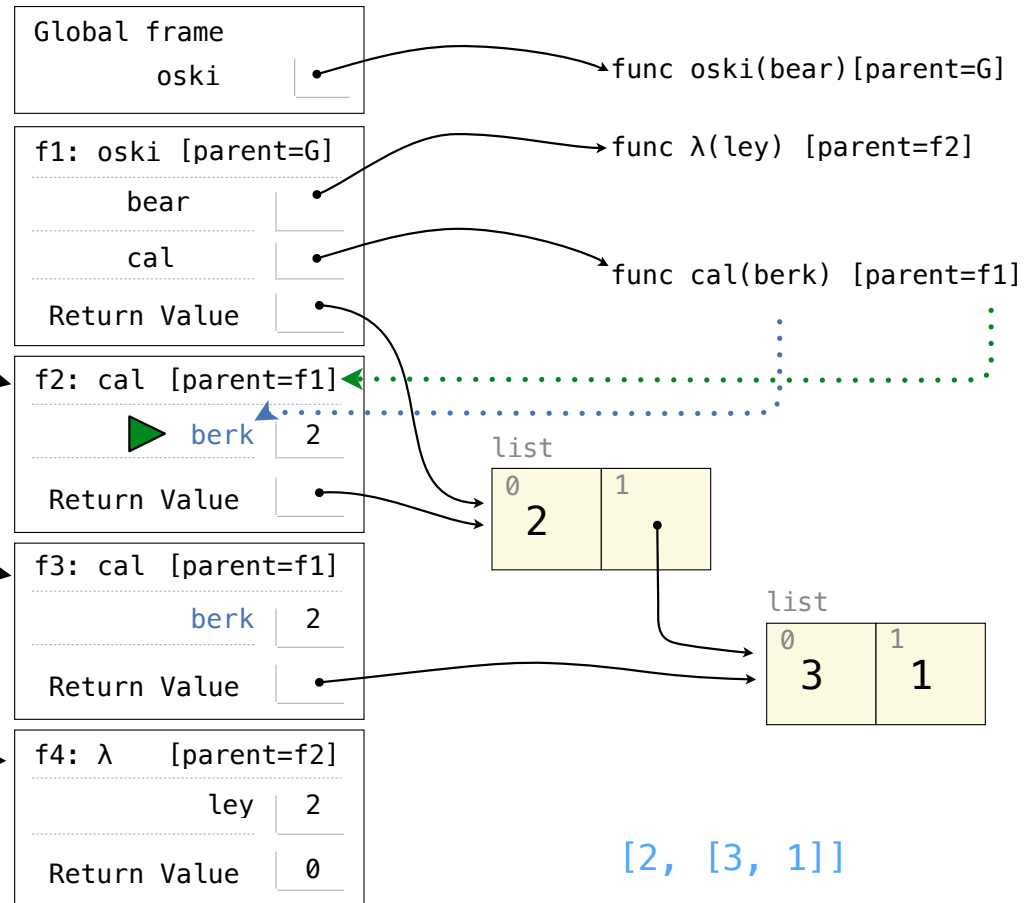 Global frame
oski
func oski(bear)[parent=G]
f1: oski [parent=G]
func λ(ley) [parent=f2]
bear
cal
func cal(berk) [parent=f1]
Return Value
f2: cal [parent=f1]
berk 2
list
0 1
2
Return Value
f3: cal [parent=f1]
berk 2
list
0 1
3 1
Return Value
f4: λ [parent=f2]
ley 2
Return Value 0
[2, [3, 1]]